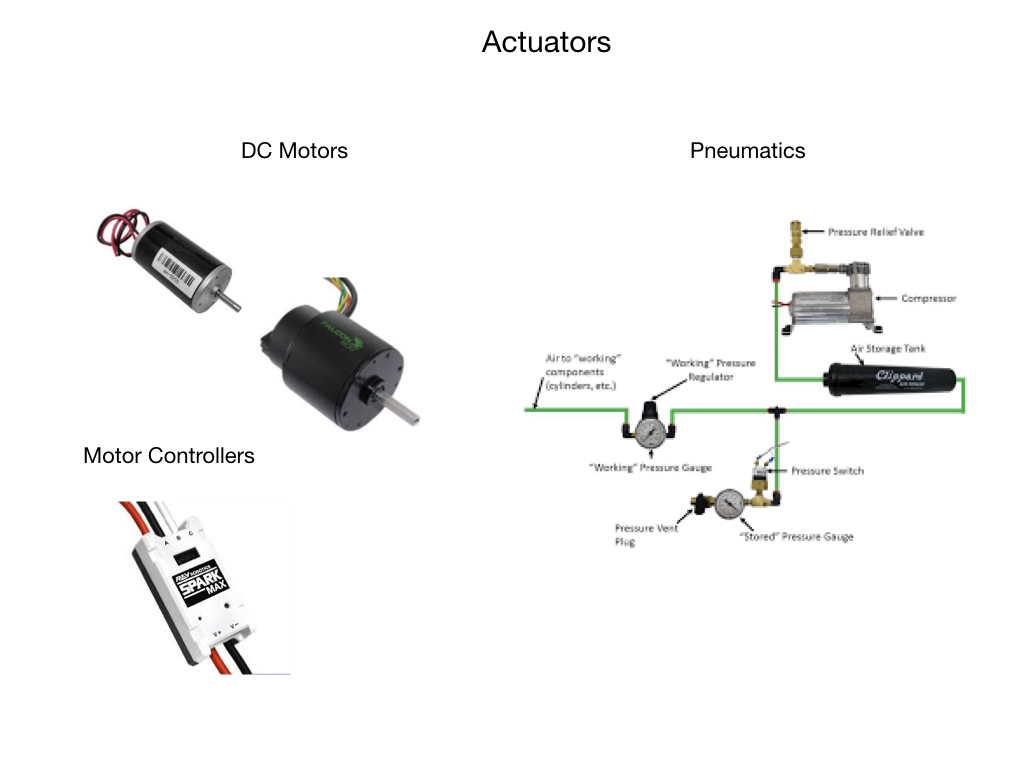 Actuators
DC Motors
Pneumatics
Pressure Relief Valve
Compressor
Air Storage Tank
Clippard
Air to "working"
components
(cylinders, etc.)
"Working" Pressure
Regulator
"Working" Pressure Gauge
Pressure Switch
Pressure Vent
Plug
"Stored" Pressure Gauge
FALCON
Motor Controllers
A B C
REV ROBOTICS
SPARK
MAX
V+ V-